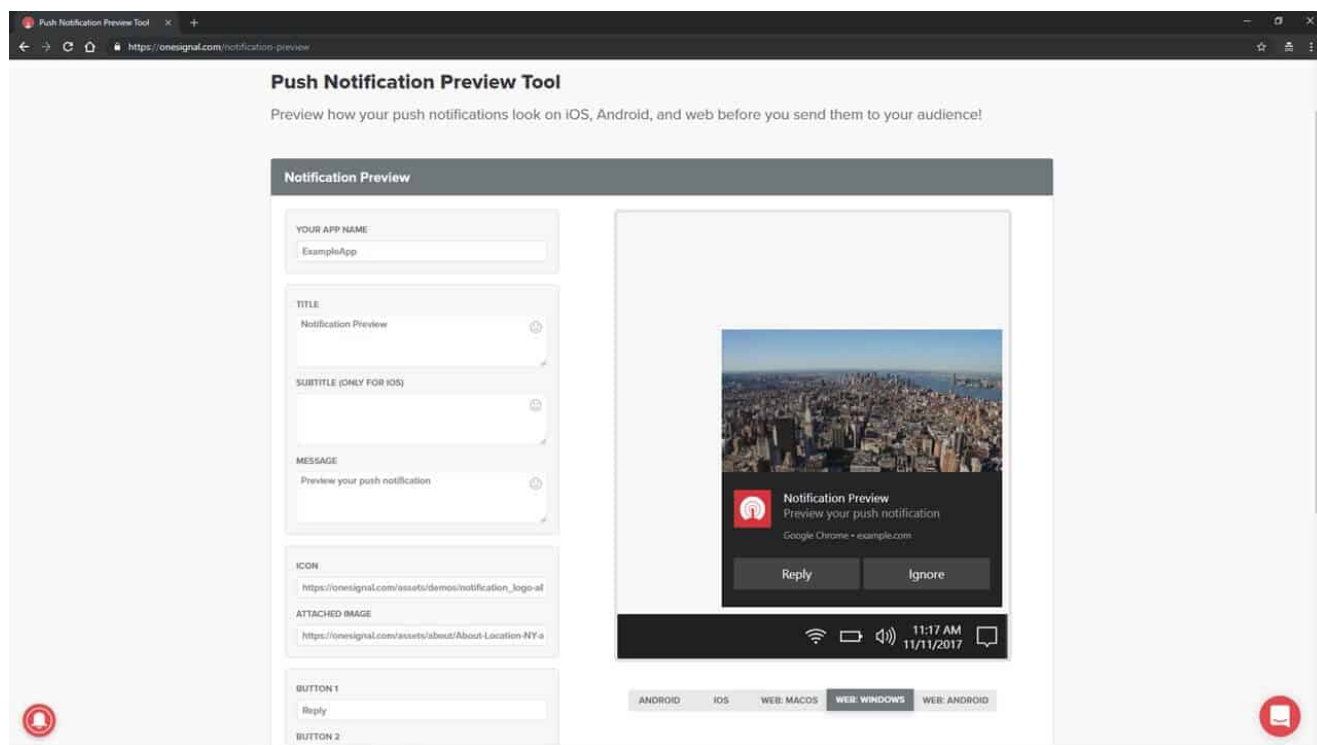 Push Notification Preview Tool
https://onesignal.com/notification-preview
Push Notification Preview Tool
Preview how your push notifications look on iOS, Android, and web before you send them to your audience!
Notification Preview
YOUR APP NAME
ExampleApp
TITLE
Notification Preview
SUBTITLE (ONLY FOR IOS)
MESSAGE
Preview your push notification
ICON
https://onesignal.com/assets/demos/notification_logo-al
ATTACHED IMAGE
https://onesignal.com/assets/about/About-Location-NY-a
BUTTON 1
Reply
BUTTON 2
Notification Preview
Preview your push notification
Google Chrome • example.com
Reply Ignore
11:17 AM
11/11/2017
ANDROID IOS WEB: MACOS WEB: WINDOWS WEB: ANDROID